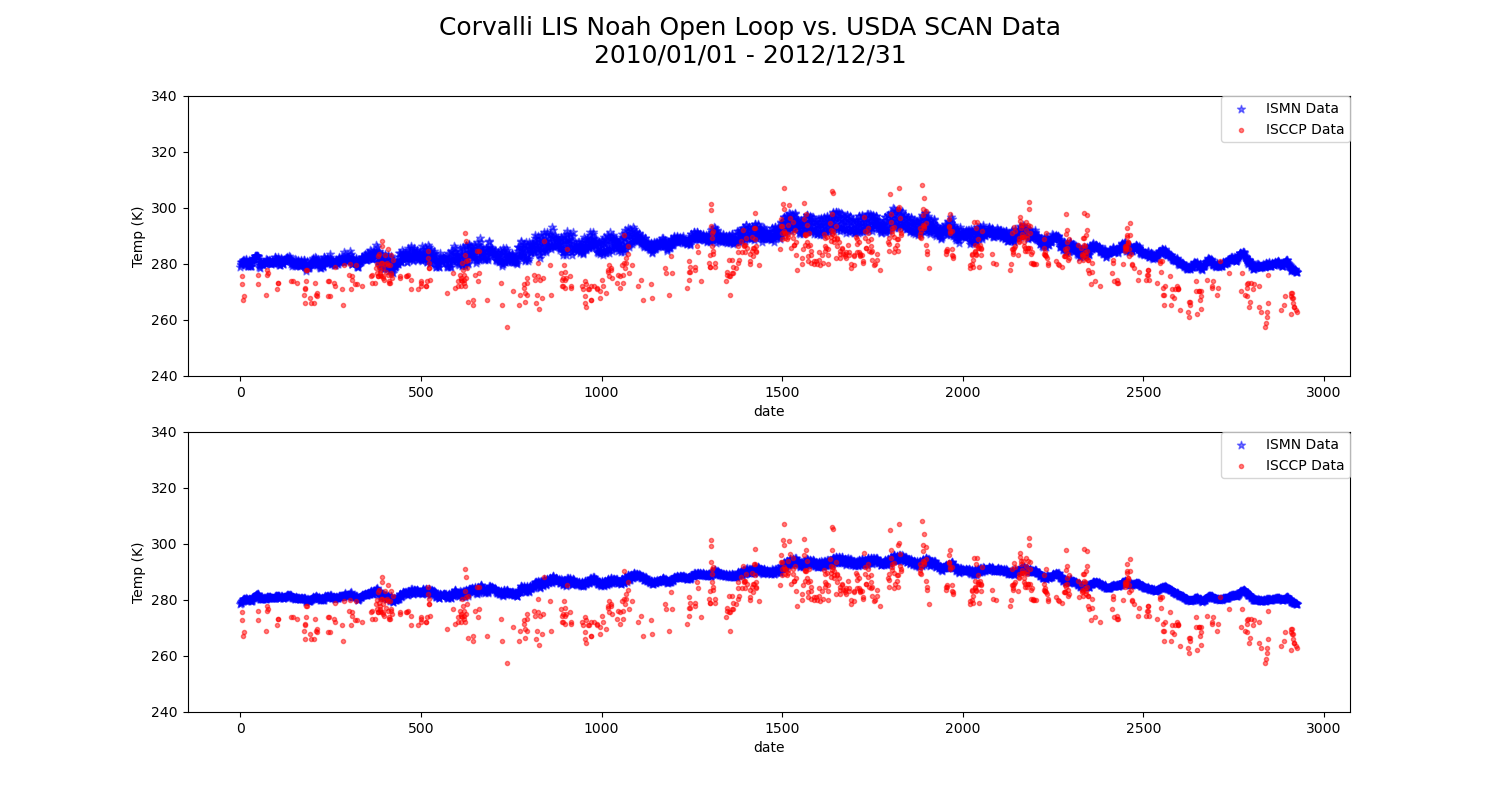 Corvalli LIS Noah Open Loop vs. USDA SCAN Data
2010/01/01 - 2012/12/31
340
320
300
280
260
240
Temp (K)
ISMN Data
ISCCP Data
0 500 1000 1500 2000 2500 3000
date
340
320
300
280
260
240
Temp (K)
ISMN Data
ISCCP Data
0 500 1000 1500 2000 2500 3000
date